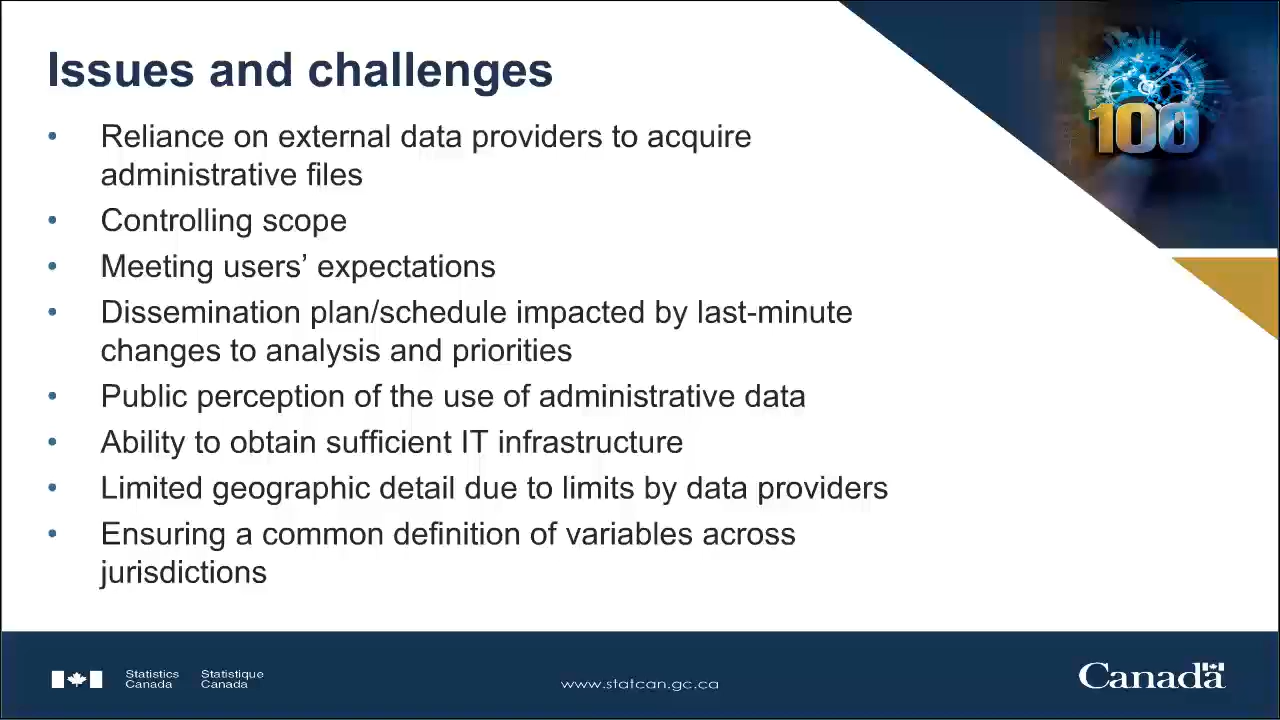 Issues and challenges
100
• Reliance on external data providers to acquire
administrative files
• Controlling scope
• Meeting users’ expectations
• Dissemination plan/schedule impacted by last-minute
changes to analysis and priorities
• Public perception of the use of administrative data
• Ability to obtain sufficient IT infrastructure
• Limited geographic detail due to limits by data providers
• Ensuring a common definition of variables across
jurisdictions
Statistics Statistique
Canada Canada
www.statcan.gc.ca
Canada